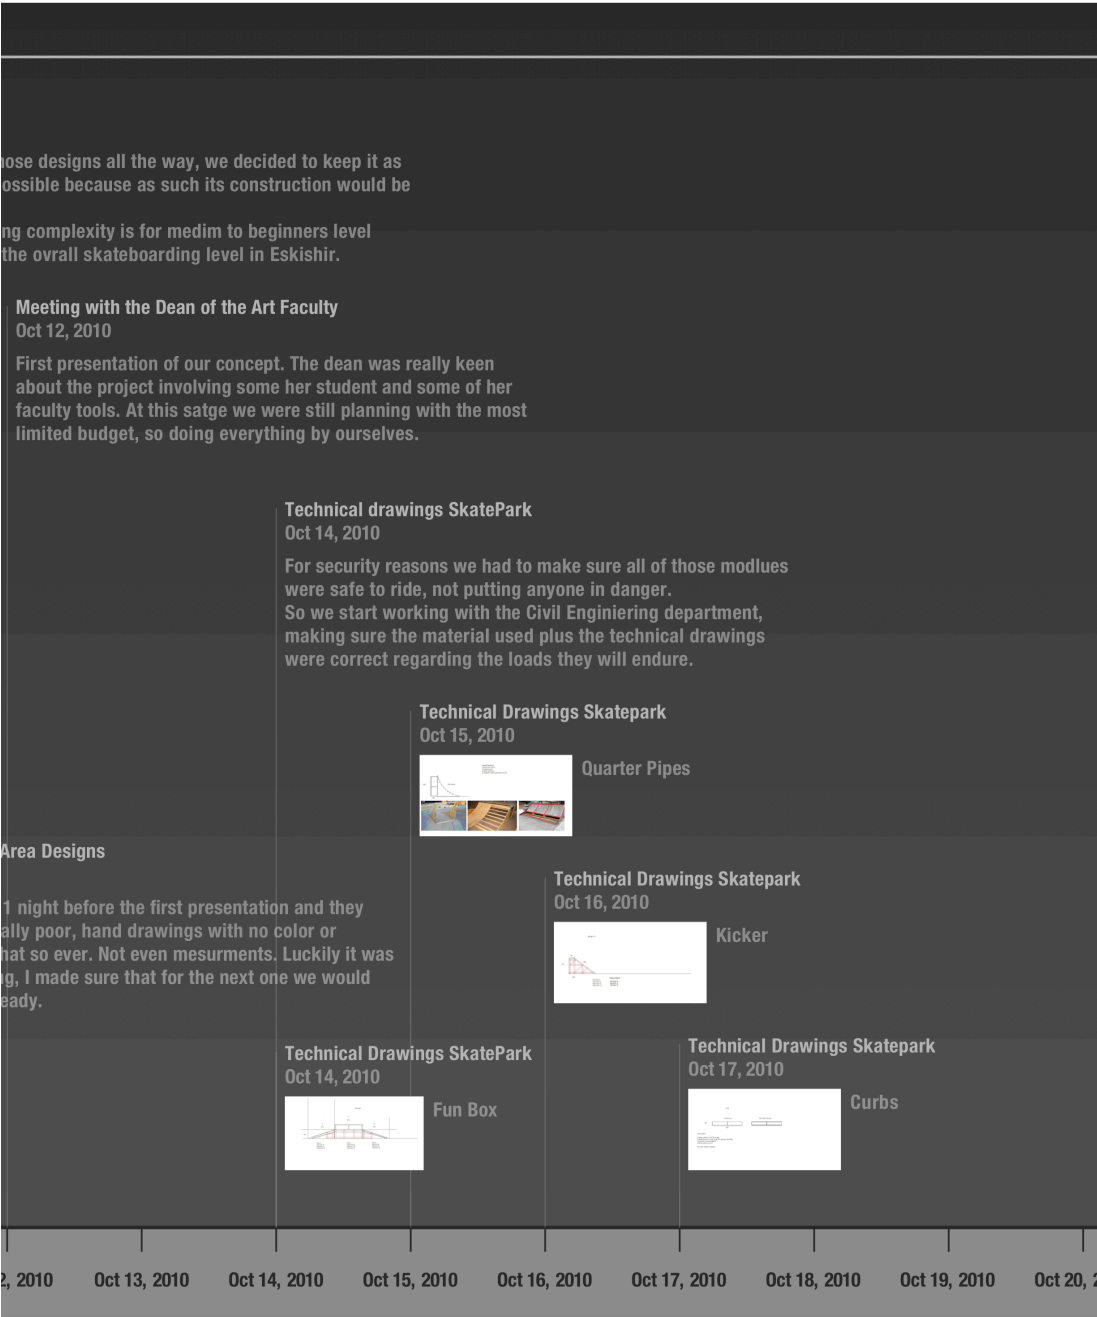 hose designs all the way, we decided to keep it as
ossible because as such its construction would be
ng complexity is for medim to beginners level
the ovrall skateboarding level in Eskishir.
Meeting with the Dean of the Art Faculty
Oct 12, 2010
First presentation of our concept. The dean was really keen
about the project involving some her student and some of her
faculty tools. At this satge we were still planning with the most
limited budget, so doing everything by ourselves.
Technical drawings SkatePark
Oct 14, 2010
For security reasons we had to make sure all of those modlues
were safe to ride, not putting anyone in danger.
So we start working with the Civil Enginiering department,
making sure the material used plus the technical drawings
were correct regarding the loads they will endure.
Technical Drawings Skatepark
Oct 15, 2010
Quarter Pipes
Area Designs
1 night before the first presentation and they
ally poor, hand drawings with no color or
hat so ever. Not even mesurments. Luckily it was
g, I made sure that for the next one we would
eady.
Technical Drawings Skatepark
Oct 16, 2010
Kicker
Technical Drawings SkatePark
Oct 14, 2010
Fun Box
Technical Drawings Skatepark
Oct 17, 2010
Curbs
2, 2010 Oct 13, 2010 Oct 14, 2010 Oct 15, 2010 Oct 16, 2010 Oct 17, 2010 Oct 18, 2010 Oct 19, 2010 Oct 20,